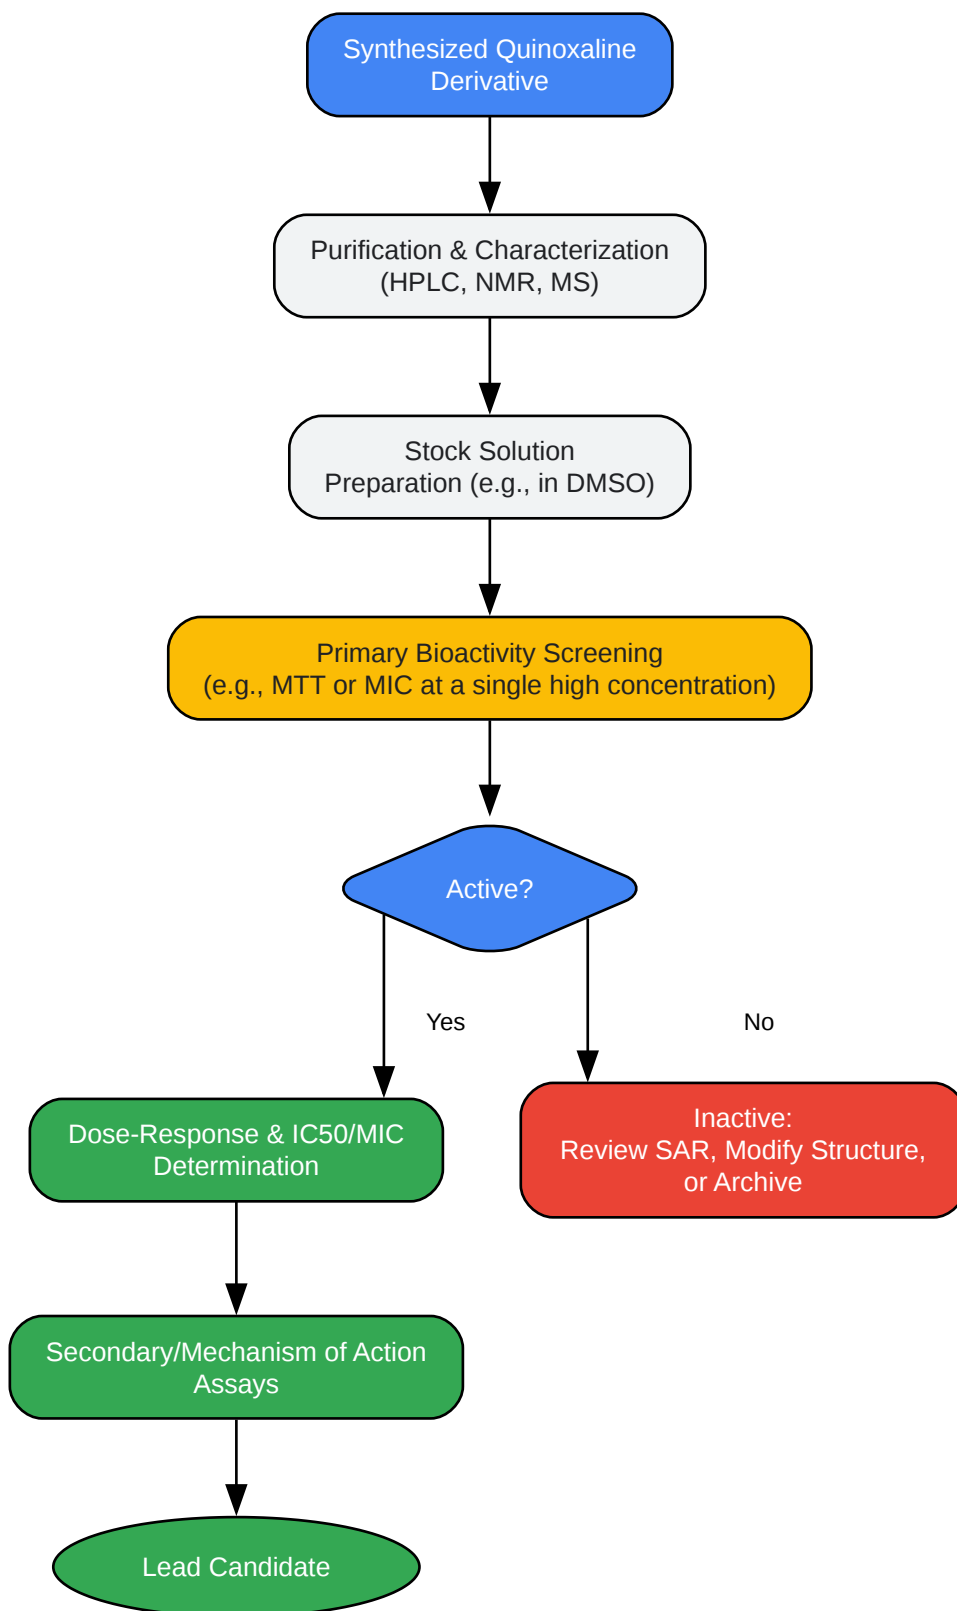 Synthesized Quinoxaline
Derivative
Purification & Characterization
(HPLC, NMR, MS)
Stock Solution
Preparation (e.g., in DMSO)
Primary Bioactivity Screening
(e.g., MTT or MIC at a single high concentration)
Active?
Yes
No
Dose-Response & IC50/MIC
Determination
Inactive:
Review SAR, Modify Structure,
or Archive
Secondary/Mechanism of Action
Assays
Lead Candidate